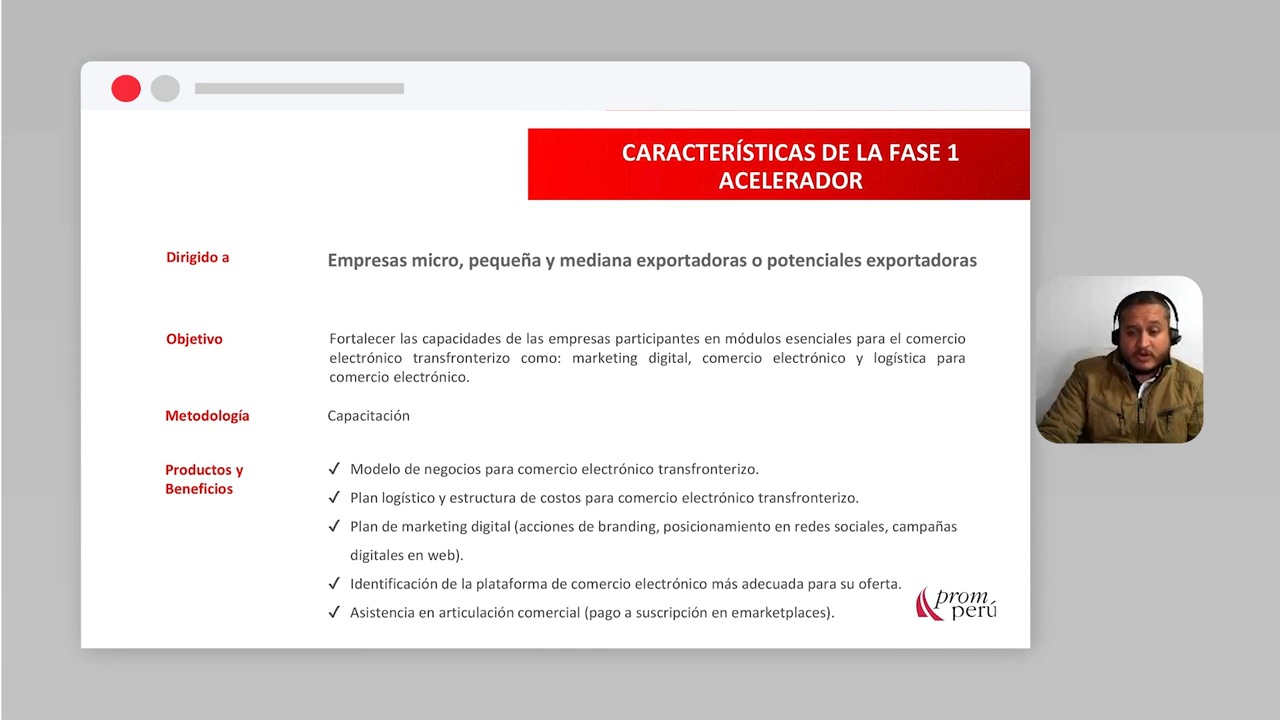 CARACTERÍSTICAS DE LA FASE 1
ACELERADOR
Dirigido a
Empresas micro, pequeña y mediana exportadoras o potenciales exportadoras
Objetivo
Fortalecer las capacidades de las empresas participantes en módulos esenciales para el comercio
electrónico transfronterizo como: marketing digital, comercio electrónico y logística para
comercio electrónico.
Metodología
Capacitación
Productos y
Beneficios
✓ Modelo de negocios para comercio electrónico transfronterizo.
✓ Plan logístico y estructura de costos para comercio electrónico transfronterizo.
✓ Plan de marketing digital (acciones de branding, posicionamiento en redes sociales, campañas
digitales en web).
✓ Identificación de la plataforma de comercio electrónico más adecuada para su oferta.
✓ Asistencia en articulación comercial (pago a suscripción en emarketplaces).
prom
perú